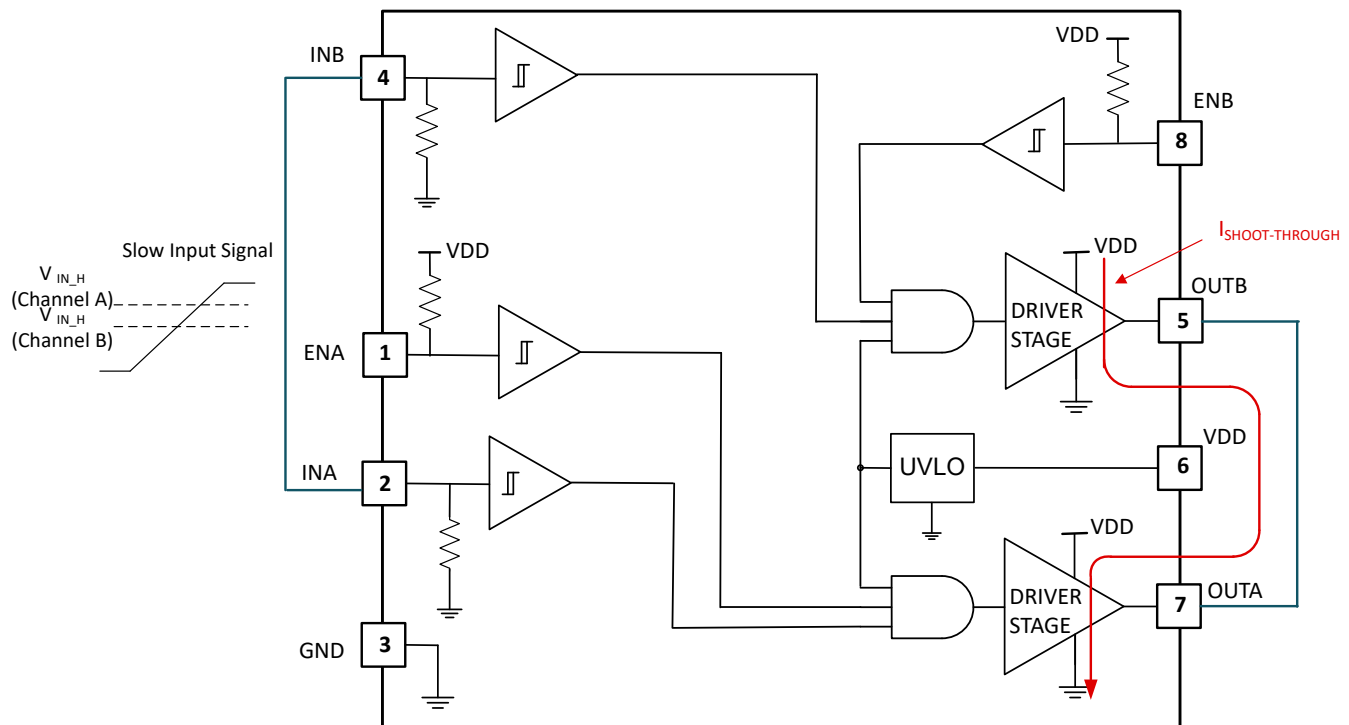 INB
4
VDD
ENB
8
Slow Input Signal
V IN_H
(Channel A)
V IN_H
(Channel B)
VDD
ENA
1
VDD
I SHOOT-THROUGH
DRIVER
STAGE
OUTB
5
INA
2
UVLO
VDD
6
VDD
DRIVER
STAGE
OUTA
7
GND
3